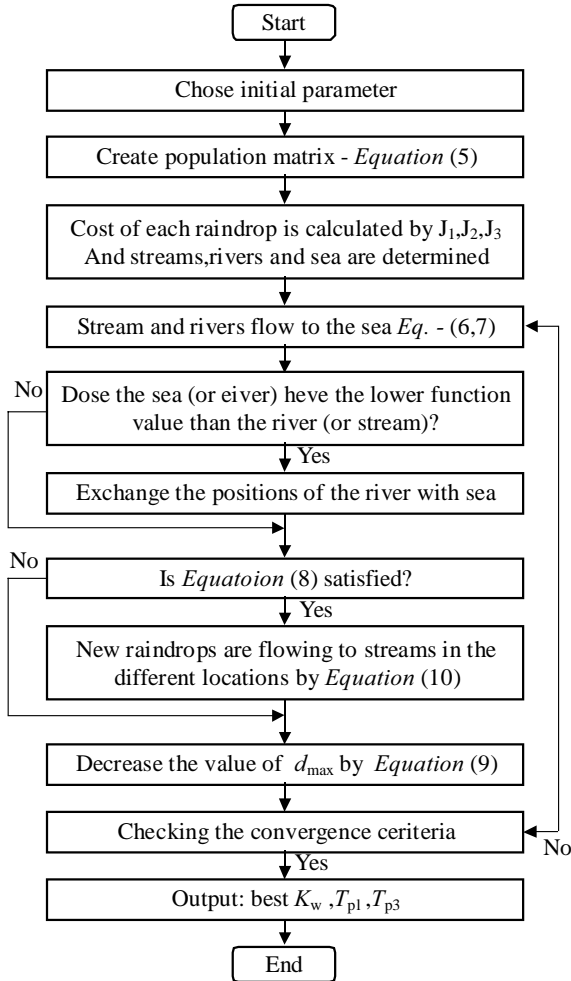 Start
Chose initial parameter
Create population matrix - Equation (5)
Cost of each raindrop is calculated by J₁,J₂,J₃
And streams,rivers and sea are determined
Stream and rivers flow to the sea Eq. - (6,7)
No
Dose the sea (or eiver) heve the lower function
value than the river (or stream)?
Yes
Exchange the positions of the river with sea
No
Is Equatoion (8) satisfied?
Yes
New raindrops are flowing to streams in the
different locations by Equation (10)
Decrease the value of d_max by Equation (9)
Checking the convergence ceriteria
No
Yes
Output: best K_w ,T_p1 ,T_p3
End